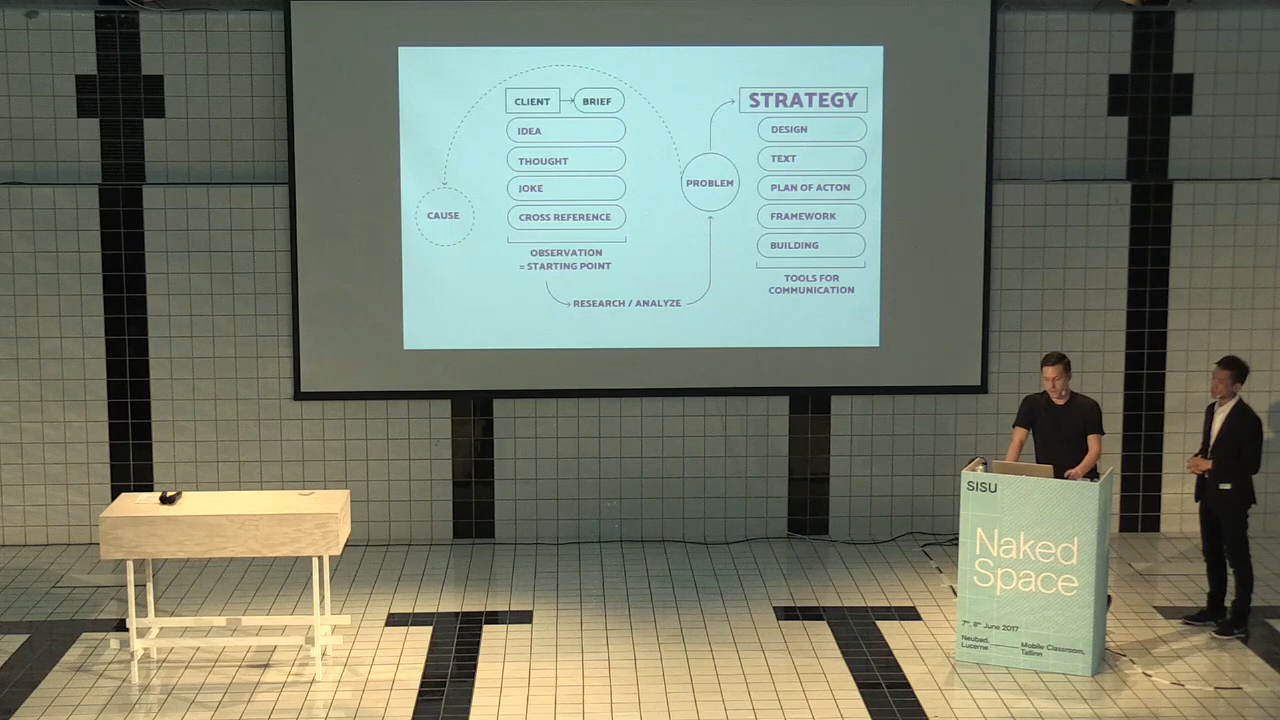 CLIENT
BRIEF
IDEA
THOUGHT
JOKE
CROSS REFERENCE
OBSERVATION
= STARTING POINT
CAUSE
RESEARCH / ANALYZE
PROBLEM
STRATEGY
DESIGN
TEXT
PLAN OF ACTON
FRAMEWORK
BUILDING
TOOLS FOR
COMMUNICATION
SISU
Naked
Space
7th, 8th June 2017
Neubad,
Lucerne
Mobile Classroom,
Tallinn